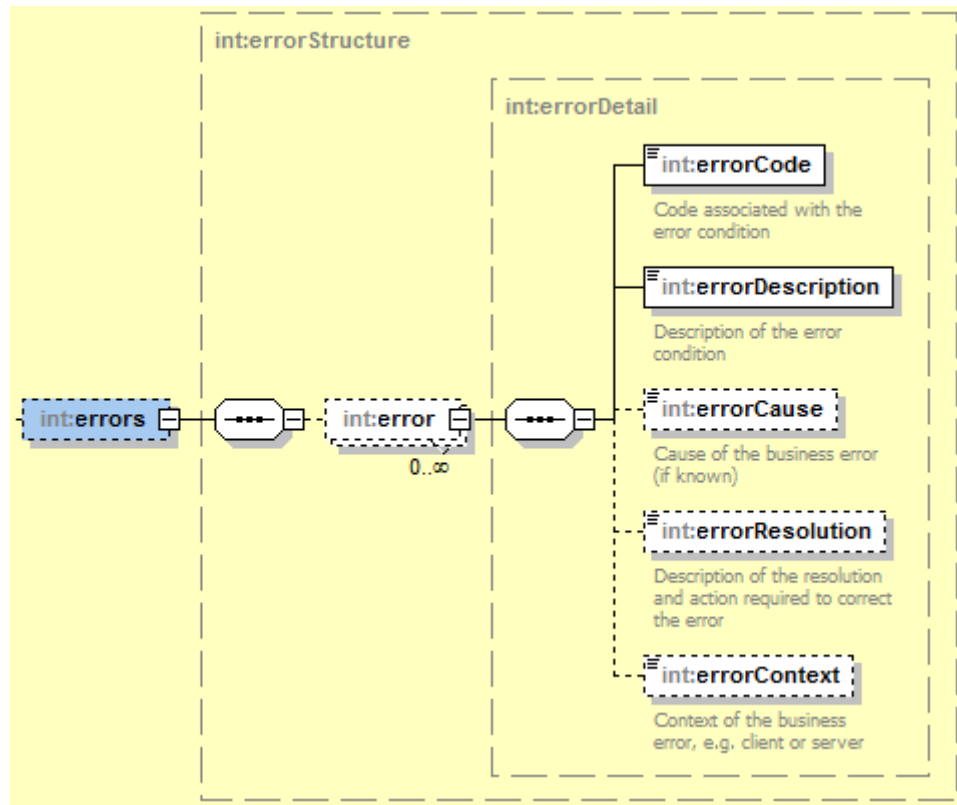 int:errorStructure
int:errorDetail
int:errorCode
Code associated with the
error condition
int:errorDescription
Description of the error
condition
int:errors
int:error
0..∞
int:errorCause
Cause of the business error
(if known)
int:errorResolution
Description of the resolution
and action required to correct
the error
int:errorContext
Context of the business
error, e.g. client or server